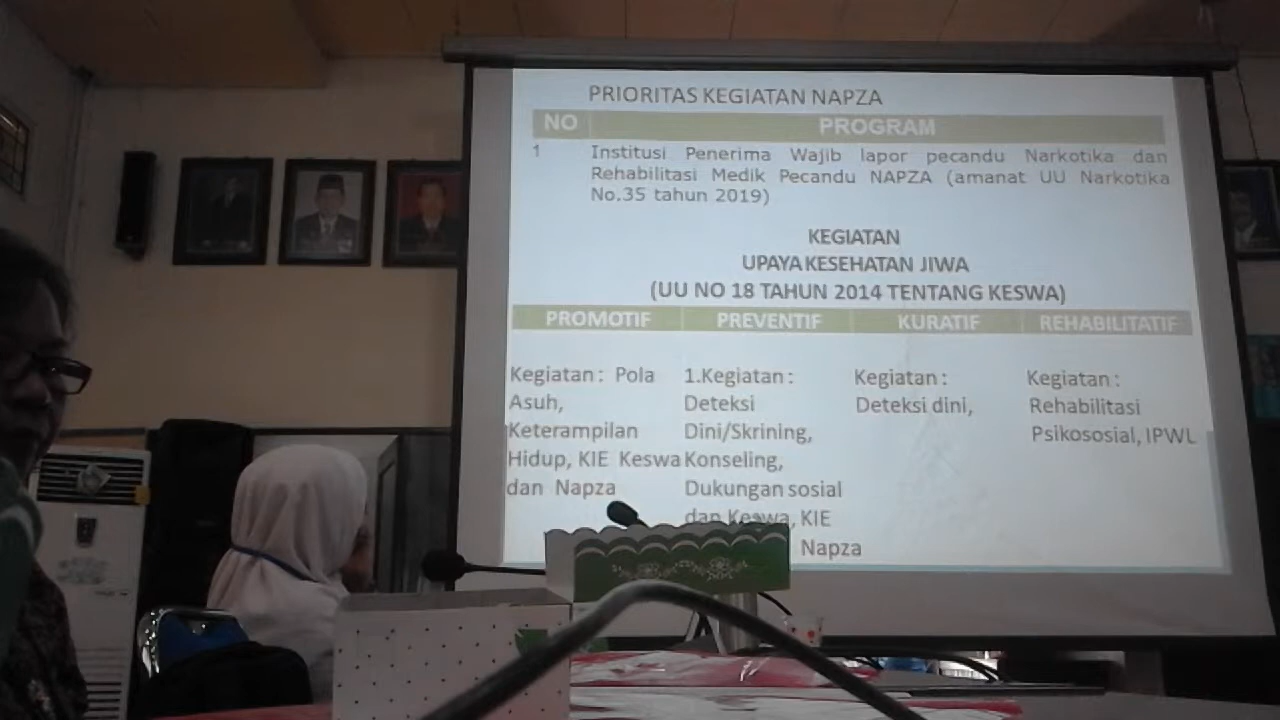 PRIORITAS KEGIATAN NAPZA
NO PROGRAM
1 Institusi Penerima Wajib lapor pecandu Narkotika dan
Rehabilitasi Medik Pecandu NAPZA (amanat UU Narkotika
No.35 tahun 2019)
KEGIATAN
UPAYA KESEHATAN JIWA
(UU NO 18 TAHUN 2014 TENTANG KESWA)
PROMOTIF PREVENTIF KURATIF REHABILITATIF
Kegiatan : Pola
Asuh,
Keterampilan
Hidup, KIE Keswa
dan Napza
1.Kegiatan :
Deteksi
Dini/Skrining,
Konseling,
Dukungan sosial
dan Keswa, KIE
Napza
Kegiatan :
Deteksi dini,
Kegiatan :
Rehabilitasi
Psikososial, IPWL